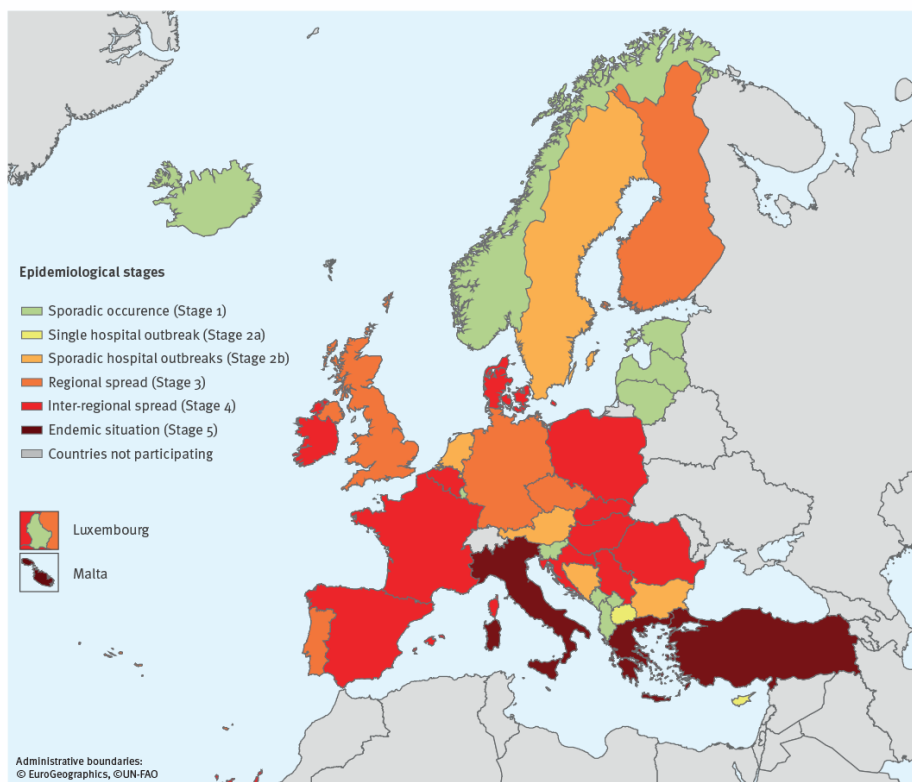 Epidemiological stages
Sporadic occurence (Stage 1)
Single hospital outbreak (Stage 2a)
Sporadic hospital outbreaks (Stage 2b)
Regional spread (Stage 3)
Inter-regional spread (Stage 4)
Endemic situation (Stage 5)
Countries not participating
Luxembourg
Malta
Administrative boundaries:
© EuroGeographics, ©UN-FAO